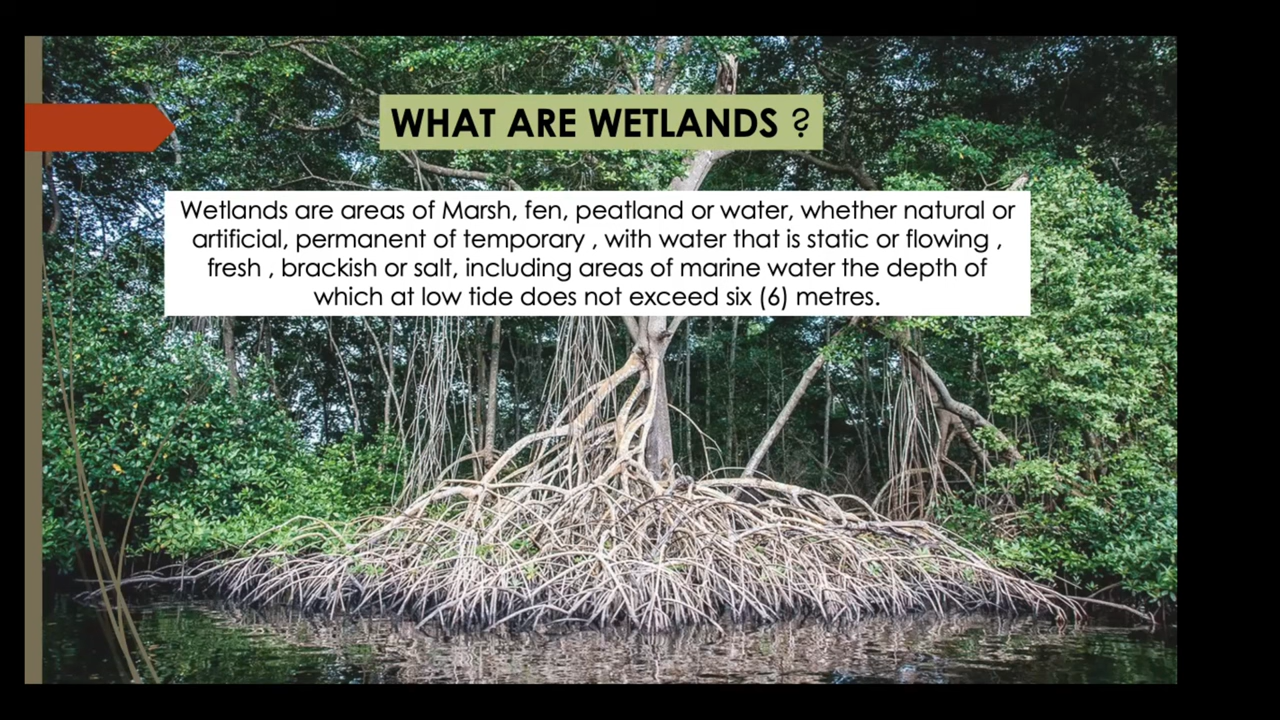 WHAT ARE WETLANDS ?
Wetlands are areas of Marsh, fen, peatland or water, whether natural or
artificial, permanent of temporary , with water that is static or flowing ,
fresh , brackish or salt, including areas of marine water the depth of
which at low tide does not exceed six (6) metres.